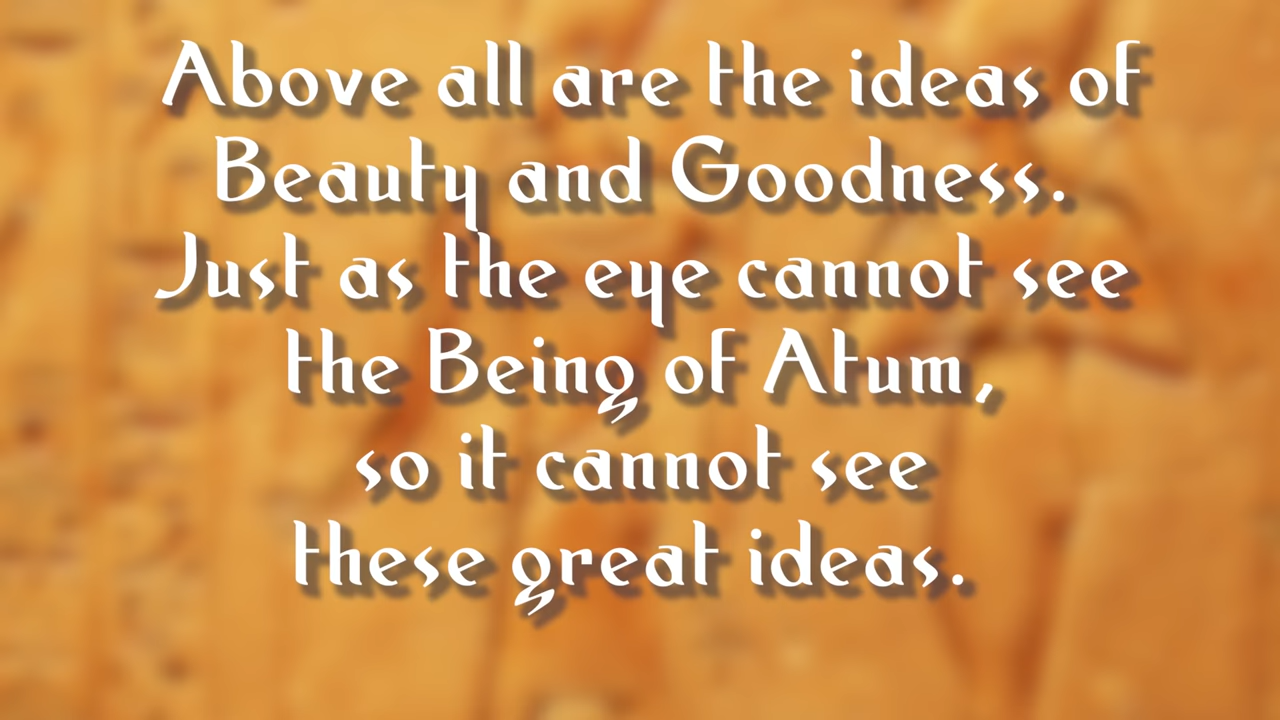 Above all are the ideas of
Beauty and Goodness.
Just as the eye cannot see
the Being of Atum,
so it cannot see
these great ideas.